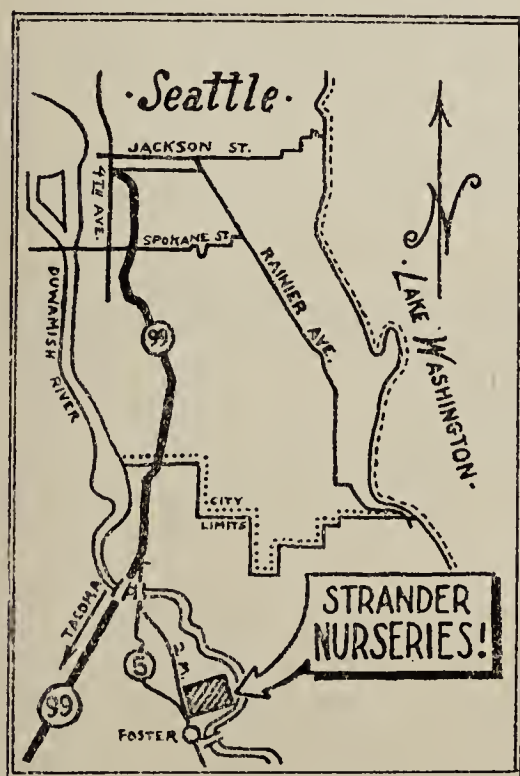 ·Seattle·
JACKSON ST.
4TH AVE.
SPOKANE ST.
RAINIER AVE.
N
·LAKE WASHINGTON·
DUWAMISH RIVER
99
CITY
LIMITS
TACOMA
5
2 M.
STRANDER
NURSERIES!
99
FOSTER